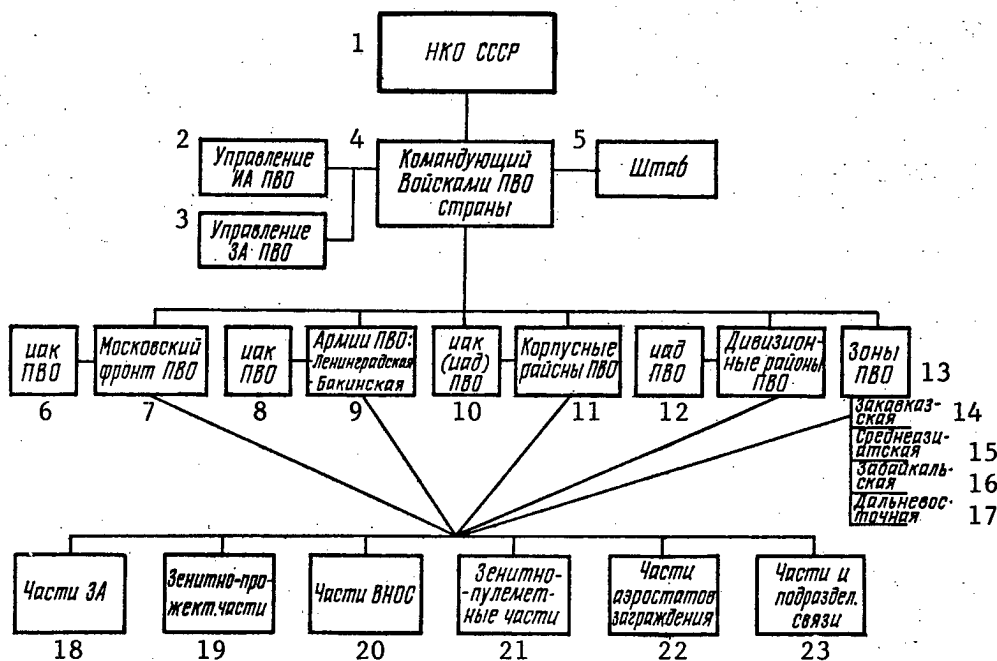 1
НКО СССР
2
Управление
ИА ПВО
3
Управление
ЗА ПВО
4
Командующий
Войсками ПВО
страны
5
Штаб
иак
ПВО
6
Московский
фронт ПВО
7
иак
ПВО
8
Армии ПВО:
Ленинградская
Бакинская
9
иак
(иад)
ПВО
10
Корпусные
районы ПВО
11
иад
ПВО
12
Дивизион-
ные районы
ПВО
Зоны
ПВО
13
Закавказ-
ская
14
Среднеази-
атская
15
Забайкаль-
ская
16
Дальневос-
точная
17
Части ЗА
18
Зенитно-про-
жект. части
19
Части ВНОС
20
Зенитно-
-пулемет-
ные части
21
Части
аэростатов
заграждения
22
Части и
подраздел.
связи
23